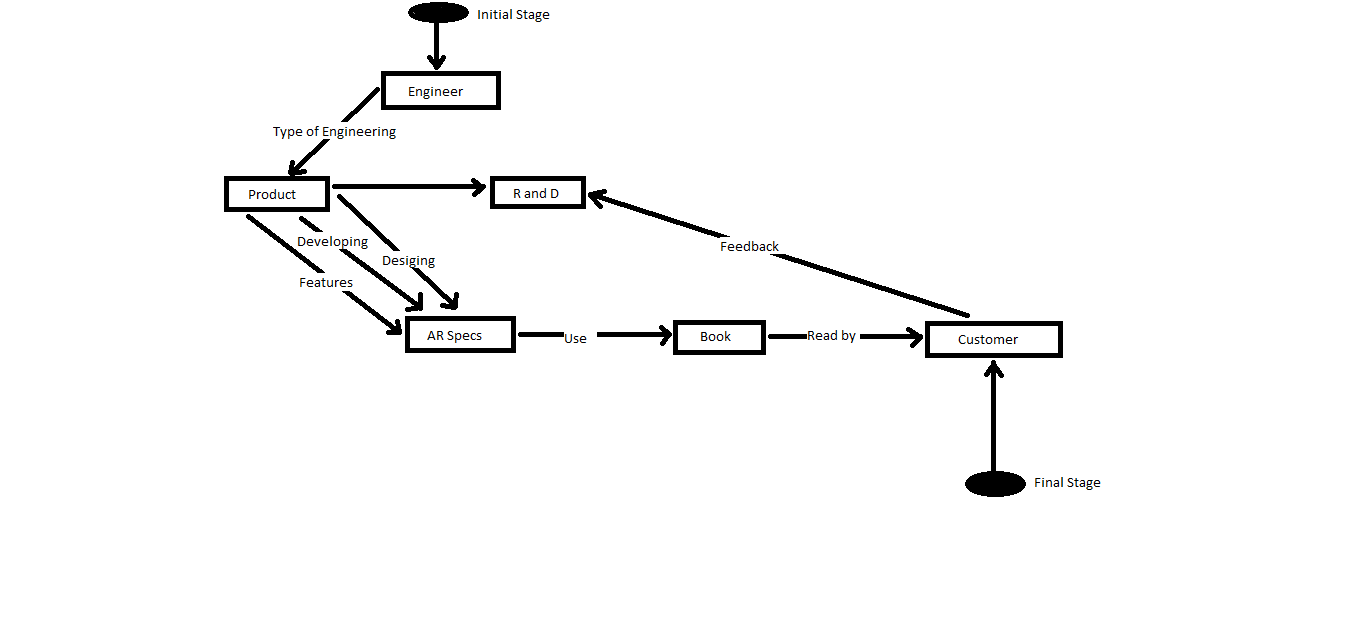 Initial Stage
Engineer
Type of Engineering
Product
R and D
Developing
Feedback
Desiging
Features
AR Specs
Use
Book
Read by
Customer
Final Stage